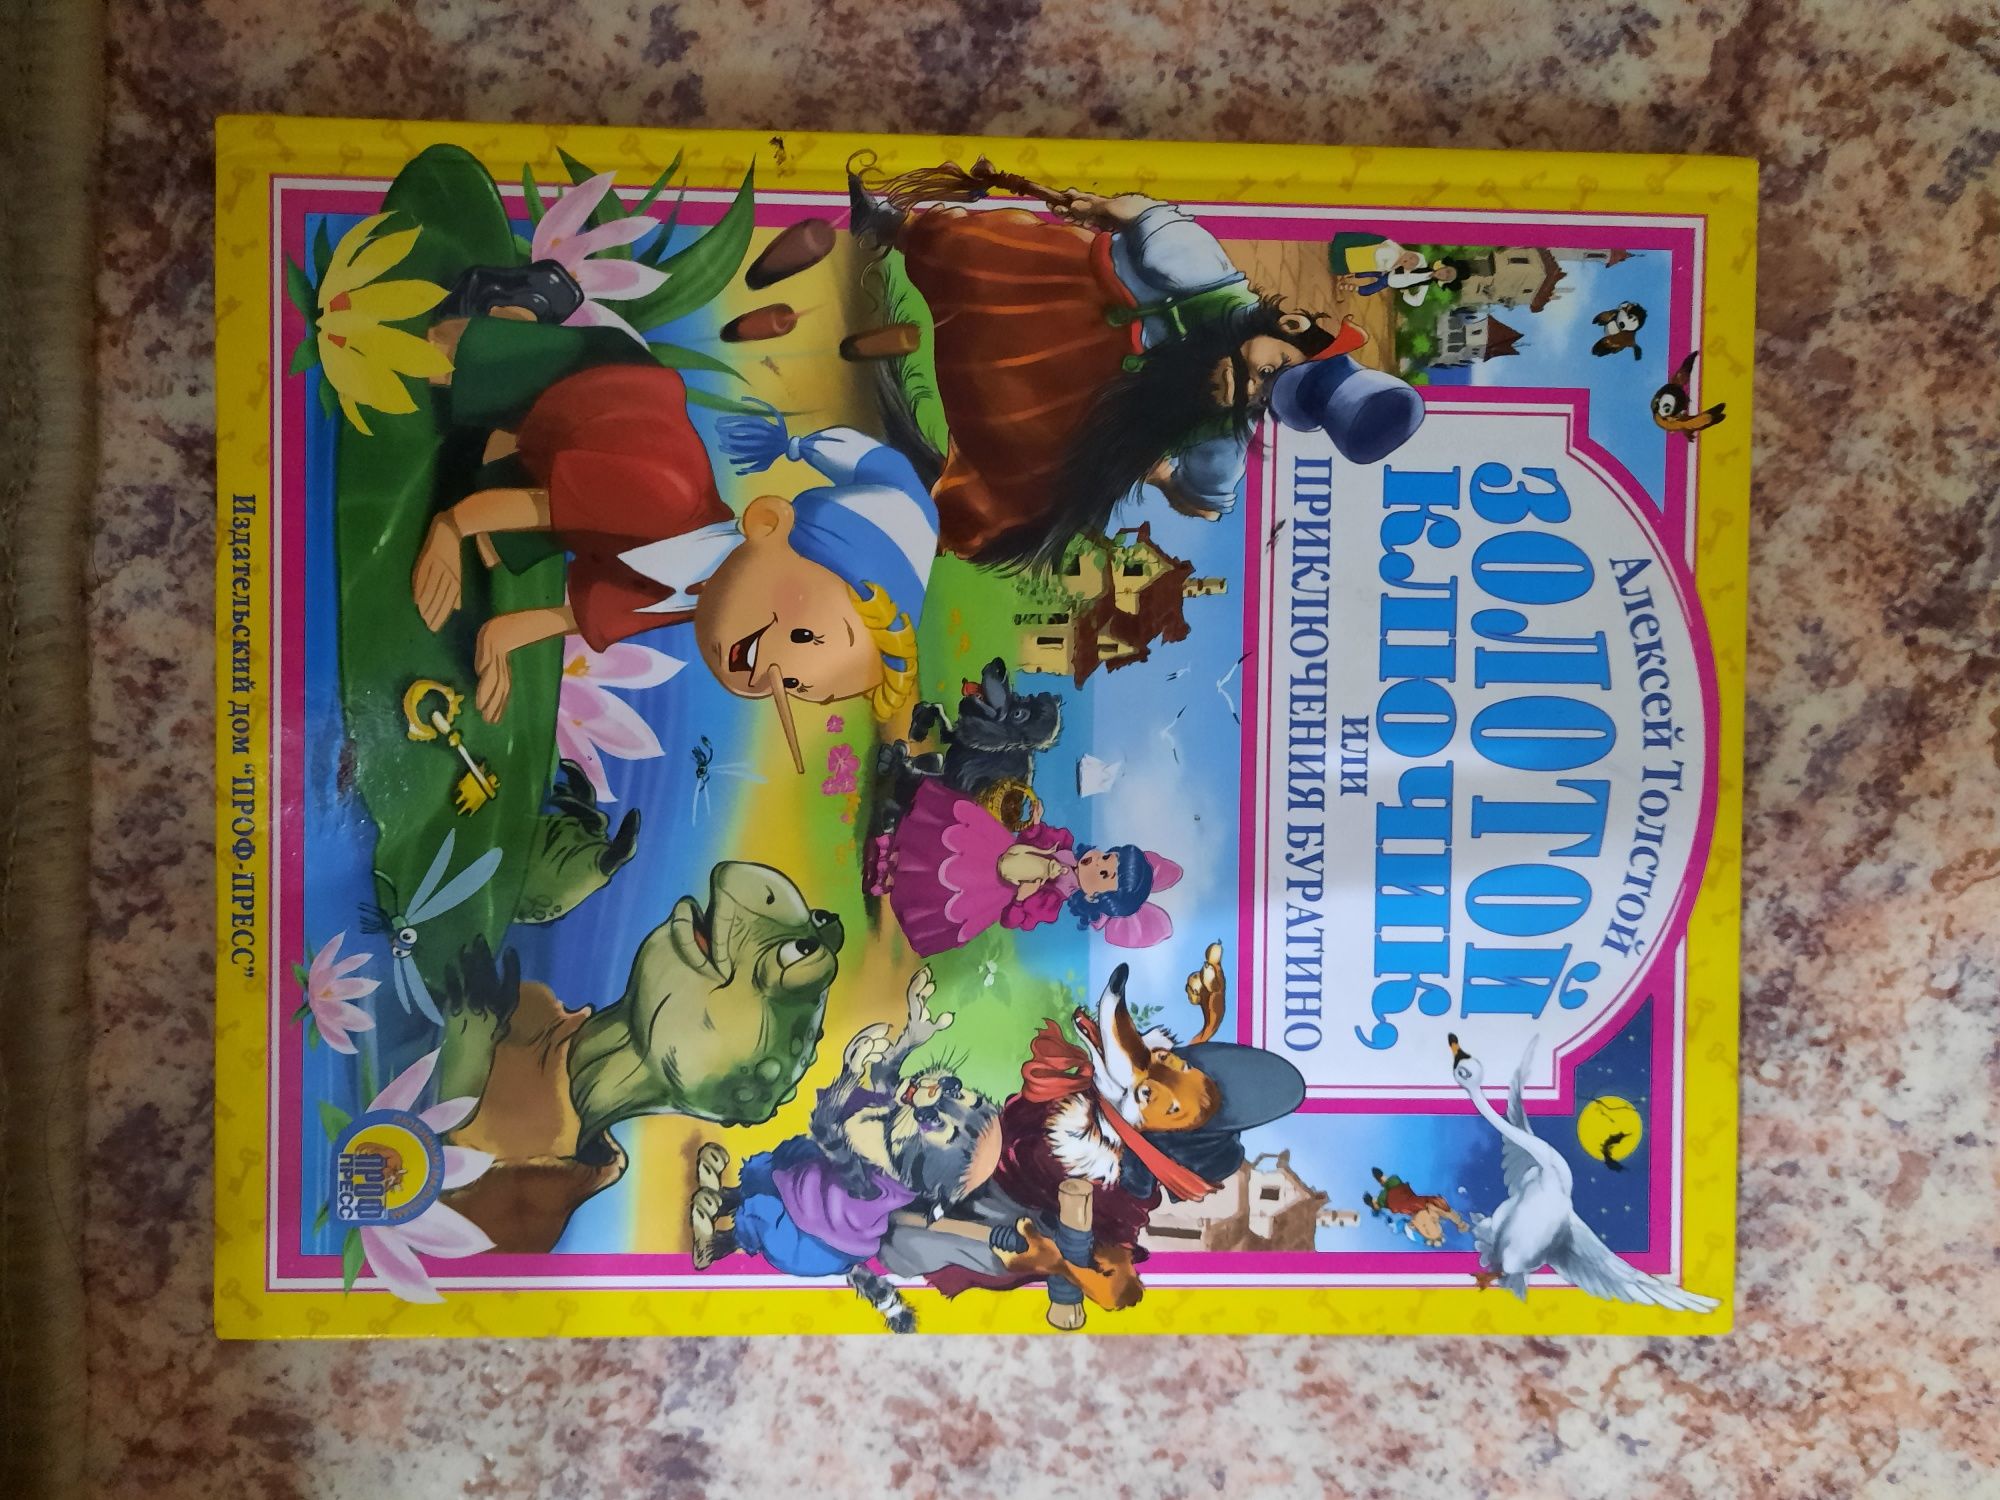 Алексей Толстой
ЗОЛОТОЙ
КЛЮЧИК,
ИЛИ
ПРИКЛЮЧЕНИЯ БУРАТИНО
ПРОФ
ПРЕСС
Издательский дом "ПРОФ-ПРЕСС"